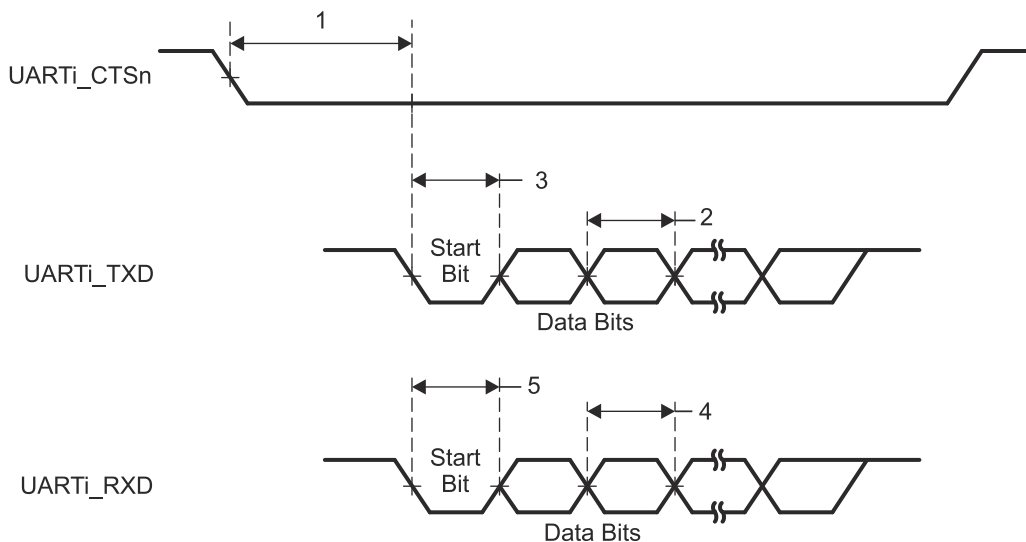 1
UARTi_CTSn
3
2
Start
Bit
UARTi_TXD
Data Bits
5
4
Start
Bit
UARTi_RXD
Data Bits